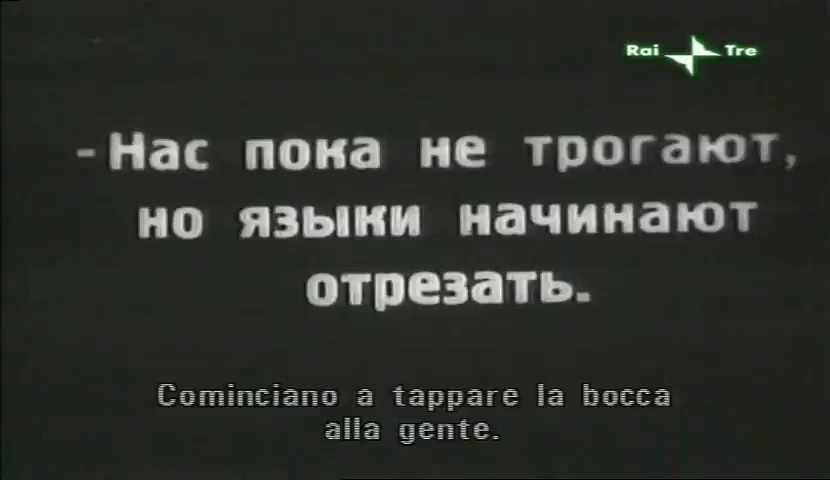 Rai Tre
- Нас пока не трогают,
но языки начинают
отрезать.
Cominciano a tappare la bocca
alla gente.